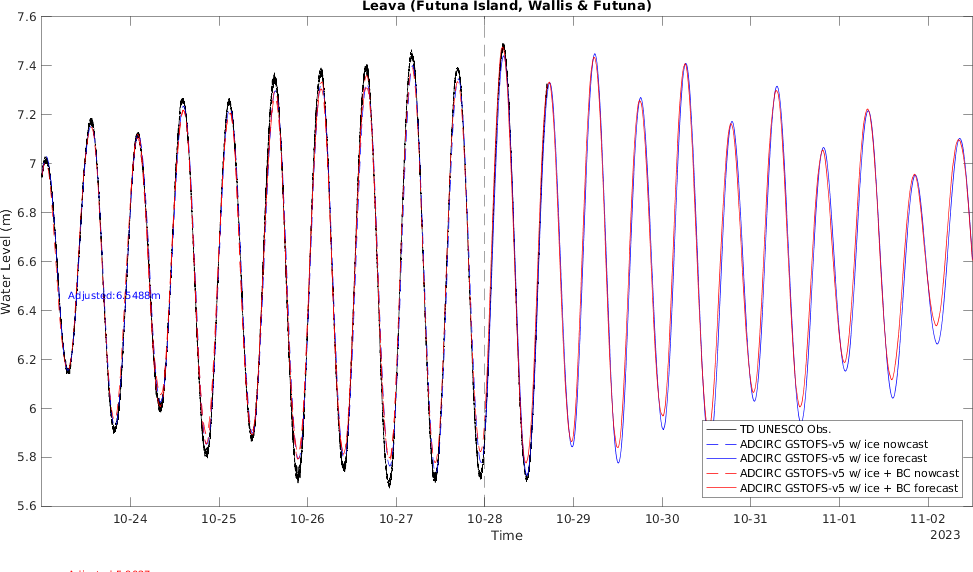 Leava (Futuna Island, Wallis & Futuna)
7.6
7.4
7.2
7
6.8
6.6
6.4
6.2
6
5.8
5.6
Water Level (m)
Adjusted:6.5488m
TD UNESCO Obs.
ADCIRC GSTOFS-v5 w/ ice nowcast
ADCIRC GSTOFS-v5 w/ ice forecast
ADCIRC GSTOFS-v5 w/ ice + BC nowcast
ADCIRC GSTOFS-v5 w/ ice + BC forecast
10-24
10-25
10-26
10-27
10-28
10-29
10-30
10-31
11-01
11-02
Time
2023